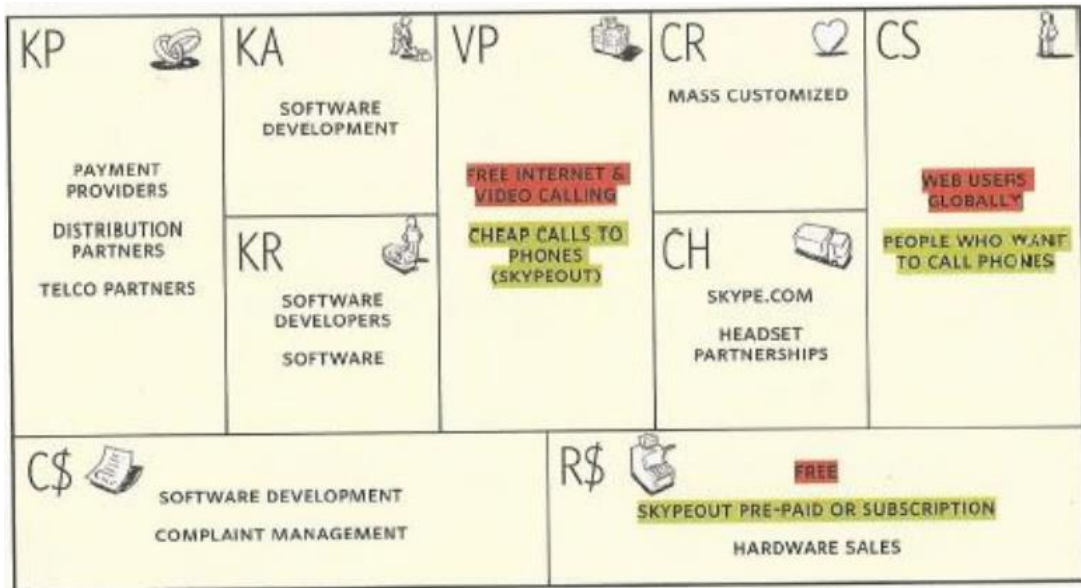 KP
PAYMENT
PROVIDERS
DISTRIBUTION
PARTNERS
TELCO PARTNERS
KA
SOFTWARE
DEVELOPMENT
KR
SOFTWARE
DEVELOPERS
SOFTWARE
VP
FREE INTERNET &
VIDEO CALLING
CHEAP CALLS TO
PHONES
(SKYPEOUT)
CR
MASS CUSTOMIZED
CH
SKYPE.COM
HEADSET
PARTNERSHIPS
CS
WEB USERS
GLOBALLY
PEOPLE WHO WANT
TO CALL PHONES
C$
SOFTWARE DEVELOPMENT
COMPLAINT MANAGEMENT
R$
FREE
SKYPEOUT PRE-PAID OR SUBSCRIPTION
HARDWARE SALES